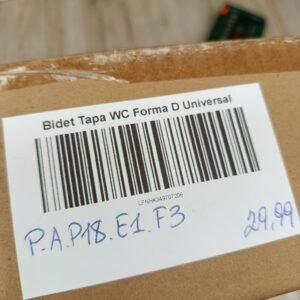 Bidet Tapa WC Forma D Universal
P.A.P18.E1.F3
29,99